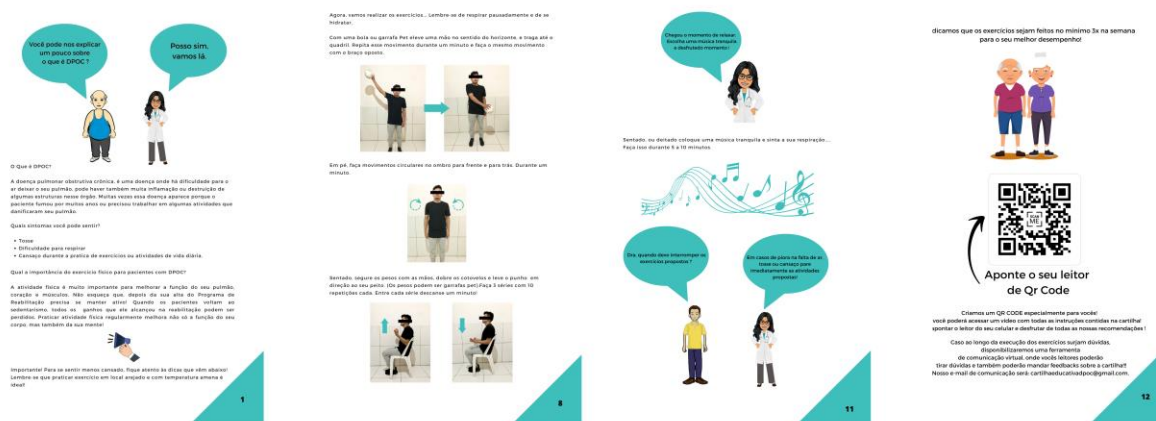 Você pode nos explicar
um pouco sobre
o que é DPOC ?
Posso sim,
vamos lá.
O Que é DPOC?
A doença pulmonar obstrutiva crônica, é uma doença onde há dificuldade para o
ar deixar o seu pulmão, pode haver também muita inflamação ou destruição de
algumas estruturas nesse órgão. Muitas vezes essa doença aparece porque o
paciente fumou por muitos anos ou precisou trabalhar em algumas atividades que
danificaram seu pulmão.
Quais sintomas você pode sentir?
• Tosse
• Dificuldade para respirar
• Cansaço durante a pratica de exercícios ou atividades de vida diária.
Qual a importância do exercício físico para pacientes com DPOC?
A atividade física é muito importante para melhorar a função do seu pulmão,
coração e músculos. Não esqueça que, depois da sua alta do Programa de
Reabilitação precisa se manter ativo! Quando os pacientes voltam ao
sedentarismo, todos os ganhos que ele alcançou na reabilitação podem ser
perdidos. Praticar atividade física regularmente melhora não só a função do seu
corpo, mas também da sua mente!
Importante! Para se sentir menos cansado, fique atento às dicas que vêm abaixo!
Lembre-se que praticar exercício em local arejado e com temperatura amena é
ideal!
1
Agora, vamos realizar os exercícios... Lembre-se de respirar pausadamente e de se
hidratar.
Com uma bola ou garrafa Pet eleve uma mão no sentido do horizonte, e traga até o
quadril. Repita esse movimento durante um minuto e faça o mesmo movimento
com o braço oposto.
Em pé, faça movimentos circulares no ombro para frente e para trás. Durante um
minuto.
Sentado, segure os pesos com as mãos, dobre os cotovelos e leve o punho em
direção ao seu peito. (Os pesos podem ser garrafas pet).Faça 3 séries com 10
repetições cada. Entre cada série descanse um minuto!
8
Chegou o momento de relaxar.
Escolha uma música tranquila
e desfrutado momento!
Sentado, ou deitado coloque uma música tranquila e sinta a sua respiração...
Faça isso durante 5 a 10 minutos.
Dra. quando devo interromper os
exercícios propostos ?
Em casos de piora na falta de ar,
tosse ou cansaço para
imediatamente as atividades
propostas!
11
dicamos que os exercícios sejam feitos no mínimo 3x na semana
para o seu melhor desempenho!
SCAN
ME
Aponte o seu leitor
de Qr Code
Criamos um QR CODE especialmente para vocês!
você poderá acessar um vídeo com todas as instruções contidas na cartilha!
spontar o leitor do seu celular e desfrutar de todas as nossas recomendações !
Caso ao longo da execução dos exercícios surjam dúvidas,
disponibilizaremos uma ferramenta
de comunicação virtual, onde vocês leitores poderão
tirar dúvidas e também poderão mandar feedbacks sobre a cartilha!!
Nosso e-mail de comunicação será: cartilhaeducativadpoc@gmail.com.
12